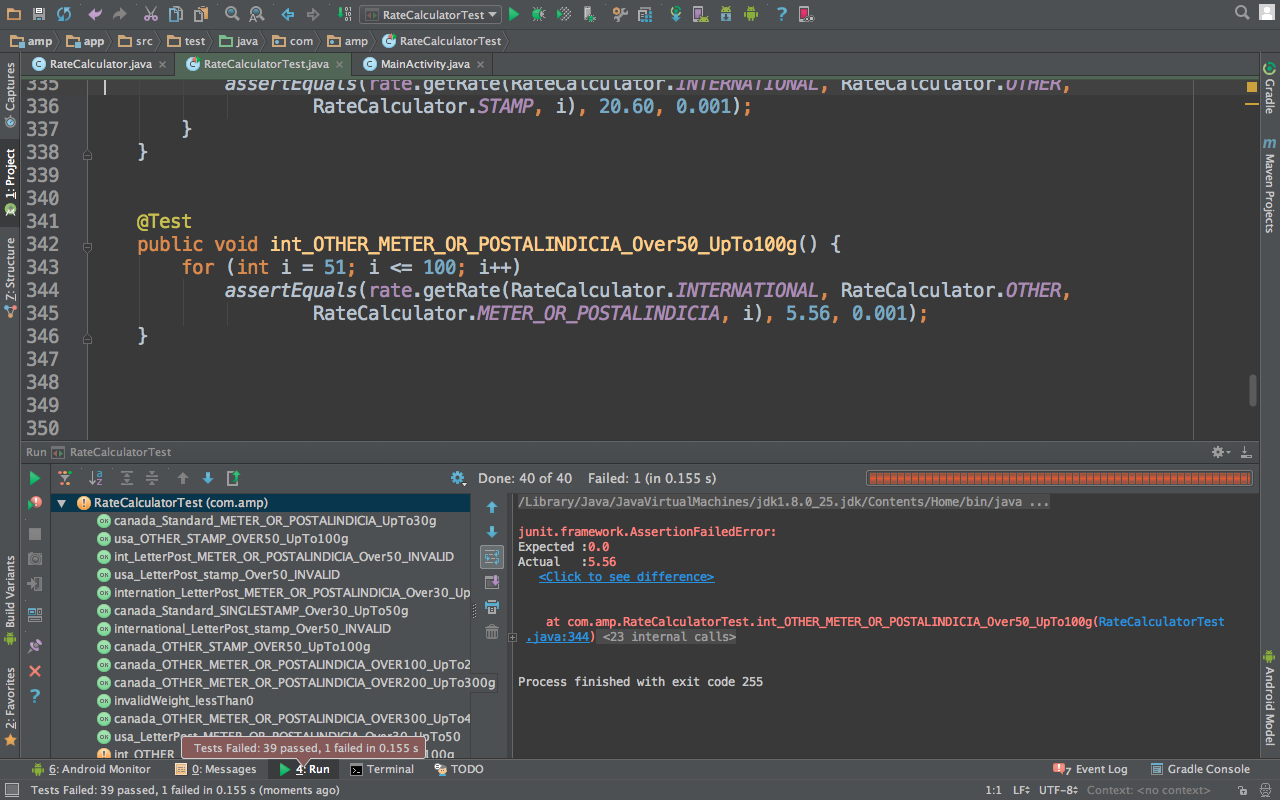 RateCalculatorTest
amp app src test java com amp RateCalculatorTest
RateCalculator.java RateCalculatorTest.java MainActivity.java
335 assertEquals(rate.getRate(RateCalculator.INTERNATIONAL, RateCalculator.OTHER,
336 RateCalculator.STAMP, i), 20.60, 0.001);
337 }
338 }
339
340
341 @Test
342 public void int_OTHER_METER_OR_POSTALINDICIA_Over50_UpTo100g() {
343 for (int i = 51; i <= 100; i++)
344 assertEquals(rate.getRate(RateCalculator.INTERNATIONAL, RateCalculator.OTHER,
345 RateCalculator.METER_OR_POSTALINDICIA, i), 5.56, 0.001);
346 }
347
348
349
350
Captures
1: Project
Z: Structure
Build Variants
2: Favorites
Gradle
m Maven Projects
Android Model
Run RateCalculatorTest
Done: 40 of 40 Failed: 1 (in 0.155 s)
RateCalculatorTest (com.amp)
canada_Standard_METER_OR_POSTALINDICIA_UpTo30g
usa_OTHER_STAMP_OVER50_UpTo100g
int_LetterPost_METER_OR_POSTALINDICIA_Over50_INVALID
usa_LetterPost_stamp_Over50_INVALID
internation_LetterPost_METER_OR_POSTALINDICIA_Over30_Up
canada_Standard_SINGLESTAMP_Over30_UpTo50g
international_LetterPost_stamp_Over50_INVALID
canada_OTHER_STAMP_OVER50_UpTo100g
canada_OTHER_METER_OR_POSTALINDICIA_OVER100_UpTo2
canada_OTHER_METER_OR_POSTALINDICIA_OVER200_UpTo300g
invalidWeight_lessThan0
canada_OTHER_METER_OR_POSTALINDICIA_OVER300_UpTo4
usa_LetterPost_METER_OR_POSTALINDICIA_Over30_UpTo50
int_OTHER 100g
Tests Failed: 39 passed, 1 failed in 0.155 s
/Library/Java/JavaVirtualMachines/jdk1.8.0_25.jdk/Contents/Home/bin/java ...
junit.framework.AssertionFailedError:
Expected :0.0
Actual :5.56
<Click to see difference>
at com.amp.RateCalculatorTest.int_OTHER_METER_OR_POSTALINDICIA_Over50_UpTo100g(RateCalculatorTest
.java:344) <23 internal calls>
Process finished with exit code 255
6: Android Monitor 0: Messages 4: Run Terminal TODO 7 Event Log Gradle Console
Tests Failed: 39 passed, 1 failed in 0.155 s (moments ago) 1:1 LF UTF-8 Context: <no context>